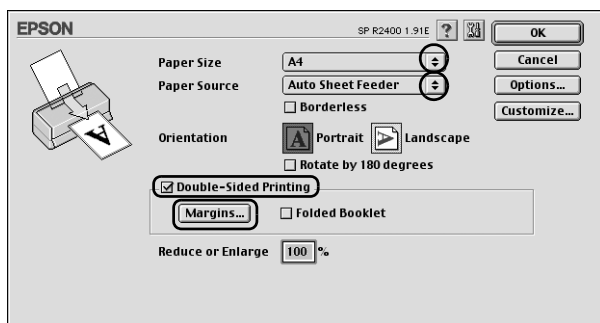 EPSON
SP R2400 1.91E ? OK
Paper Size A4 Cancel
Paper Source Auto Sheet Feeder Options...
Borderless Customize...
Orientation A Portrait A Landscape
Rotate by 180 degrees
Double-Sided Printing
Margins... Folded Booklet
Reduce or Enlarge 100 %
A